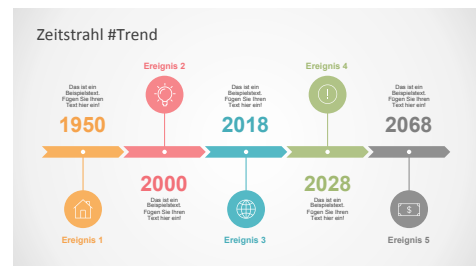 Zeitstrahl #Trend
Ereignis 2
Ereignis 4
Das ist ein
Beispieltext.
Fügen Sie Ihren
Text hier ein!
1950
Das ist ein
Beispieltext.
Fügen Sie Ihren
Text hier ein!
2018
Das ist ein
Beispieltext.
Fügen Sie Ihren
Text hier ein!
2068
2000
Das ist ein
Beispieltext.
Fügen Sie Ihren
Text hier ein!
2028
Das ist ein
Beispieltext.
Fügen Sie Ihren
Text hier ein!
$
Ereignis 1
Ereignis 3
Ereignis 5